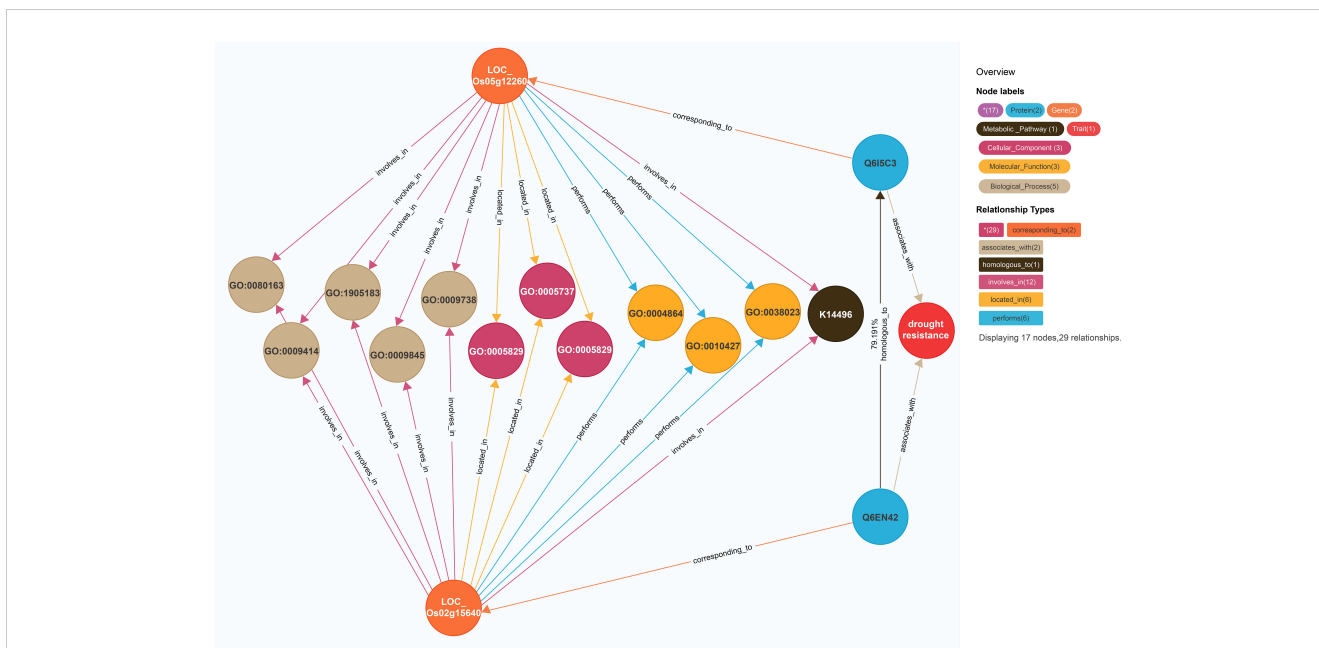 LOC_
Os05g12260
corresponding_to
Q6I5C3
involves_in
involves_in
involves_in
involves_in
involves_in
located_in
located_in
located_in
performs
performs
performs
involves_in
associates_with
GO:0080163
GO:1905183
GO:0009738
GO:0005737
GO:0004864
GO:0038023
K14496
79.191%
homologous_to
drought
resistance
GO:0009414
GO:0009845
GO:0005829
GO:0005829
GO:0010427
involves_in
involves_in
involves_in
involves_in
involves_in
located_in
located_in
located_in
performs
performs
performs
involves_in
associates_with
Q6EN42
corresponding_to
LOC_
Os02g15640
Overview
Node labels
*(17) Protein(2) Gene(2)
Metabolic _Pathway (1) Trait(1)
Cellular_Component (3)
Molecular_Function(3)
Biological_Process(5)
Relationship Types
*(29) corresponding_to(2)
associates_with(2)
homologous_to(1)
involves_in(12)
located_in(6)
performs(6)
Displaying 17 nodes,29 relationships.